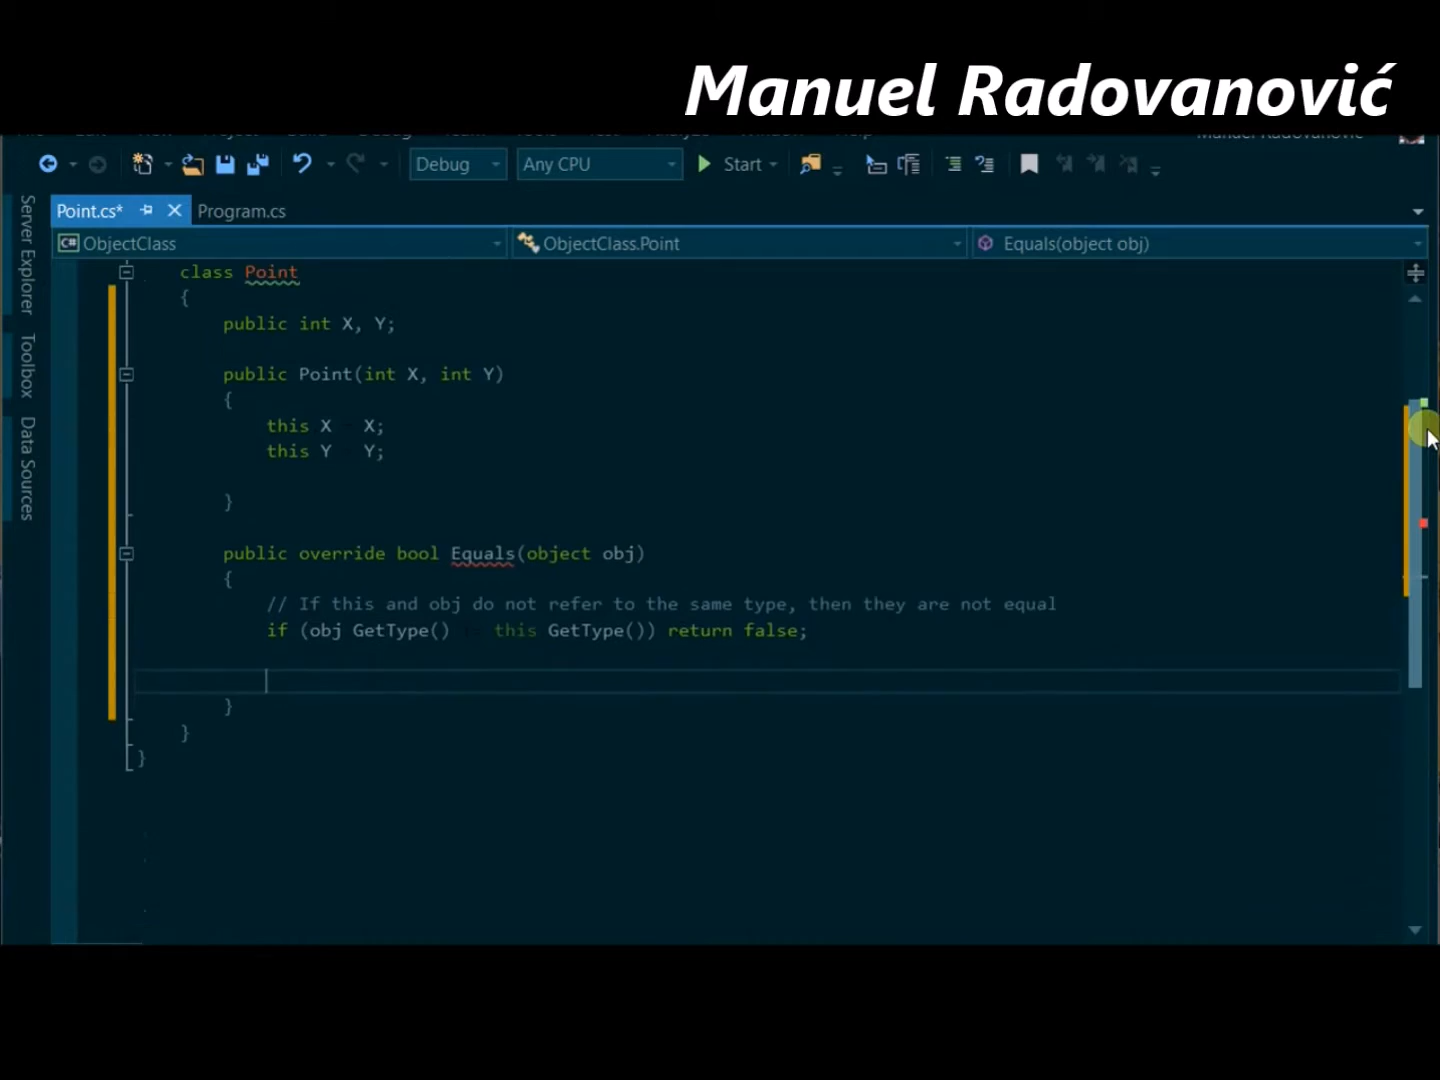 Manuel Radovanović
Debug Any CPU Start
Server Explorer
Toolbox
Data Sources
Point.cs* Program.cs
C# ObjectClass ObjectClass.Point Equals(object obj)
class Point
{
public int X, Y;
public Point(int X, int Y)
{
this X X;
this Y Y;
}
public override bool Equals(object obj)
{
// If this and obj do not refer to the same type, then they are not equal
if (obj GetType() this GetType()) return false;
}
}
}